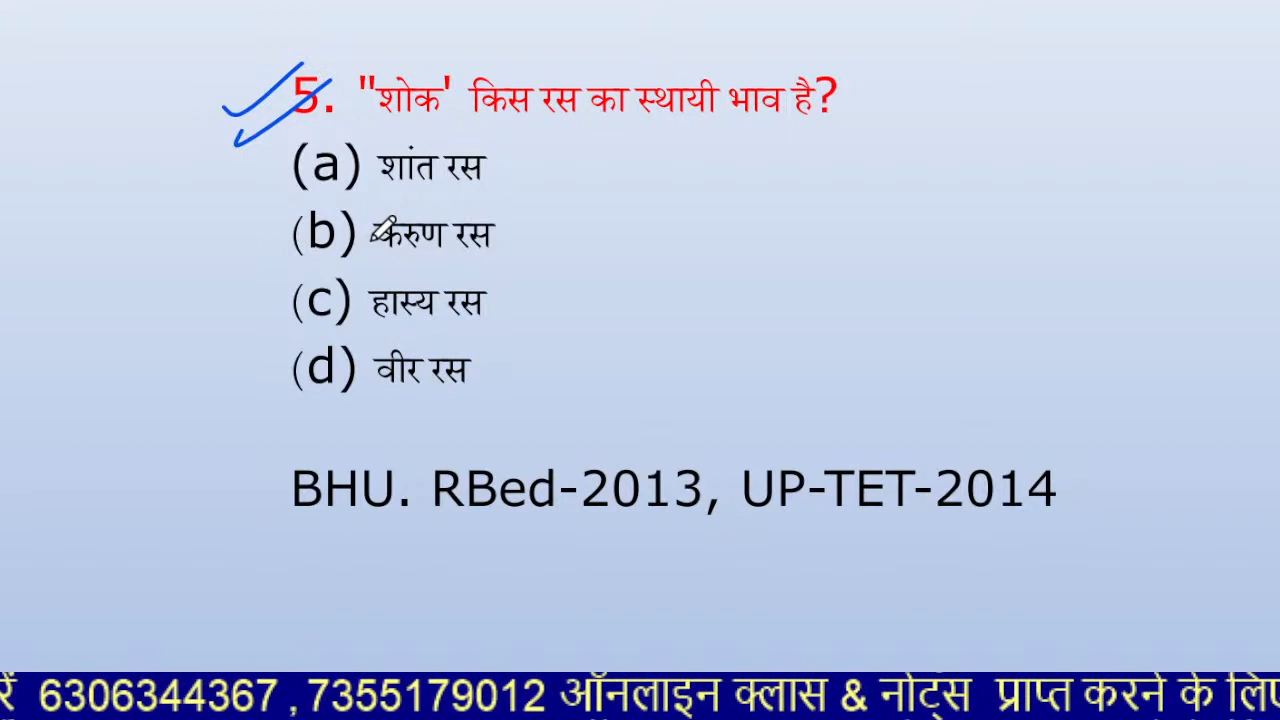 5. "शोक' किस रस का स्थायी भाव है?
(a) शांत रस
(b) करुण रस
(c) हास्य रस
(d) वीर रस
BHU. RBed-2013, UP-TET-2014
रें 6306344367 , 7355179012 ऑनलाइन क्लास & नोट्स प्राप्त करने के लिए